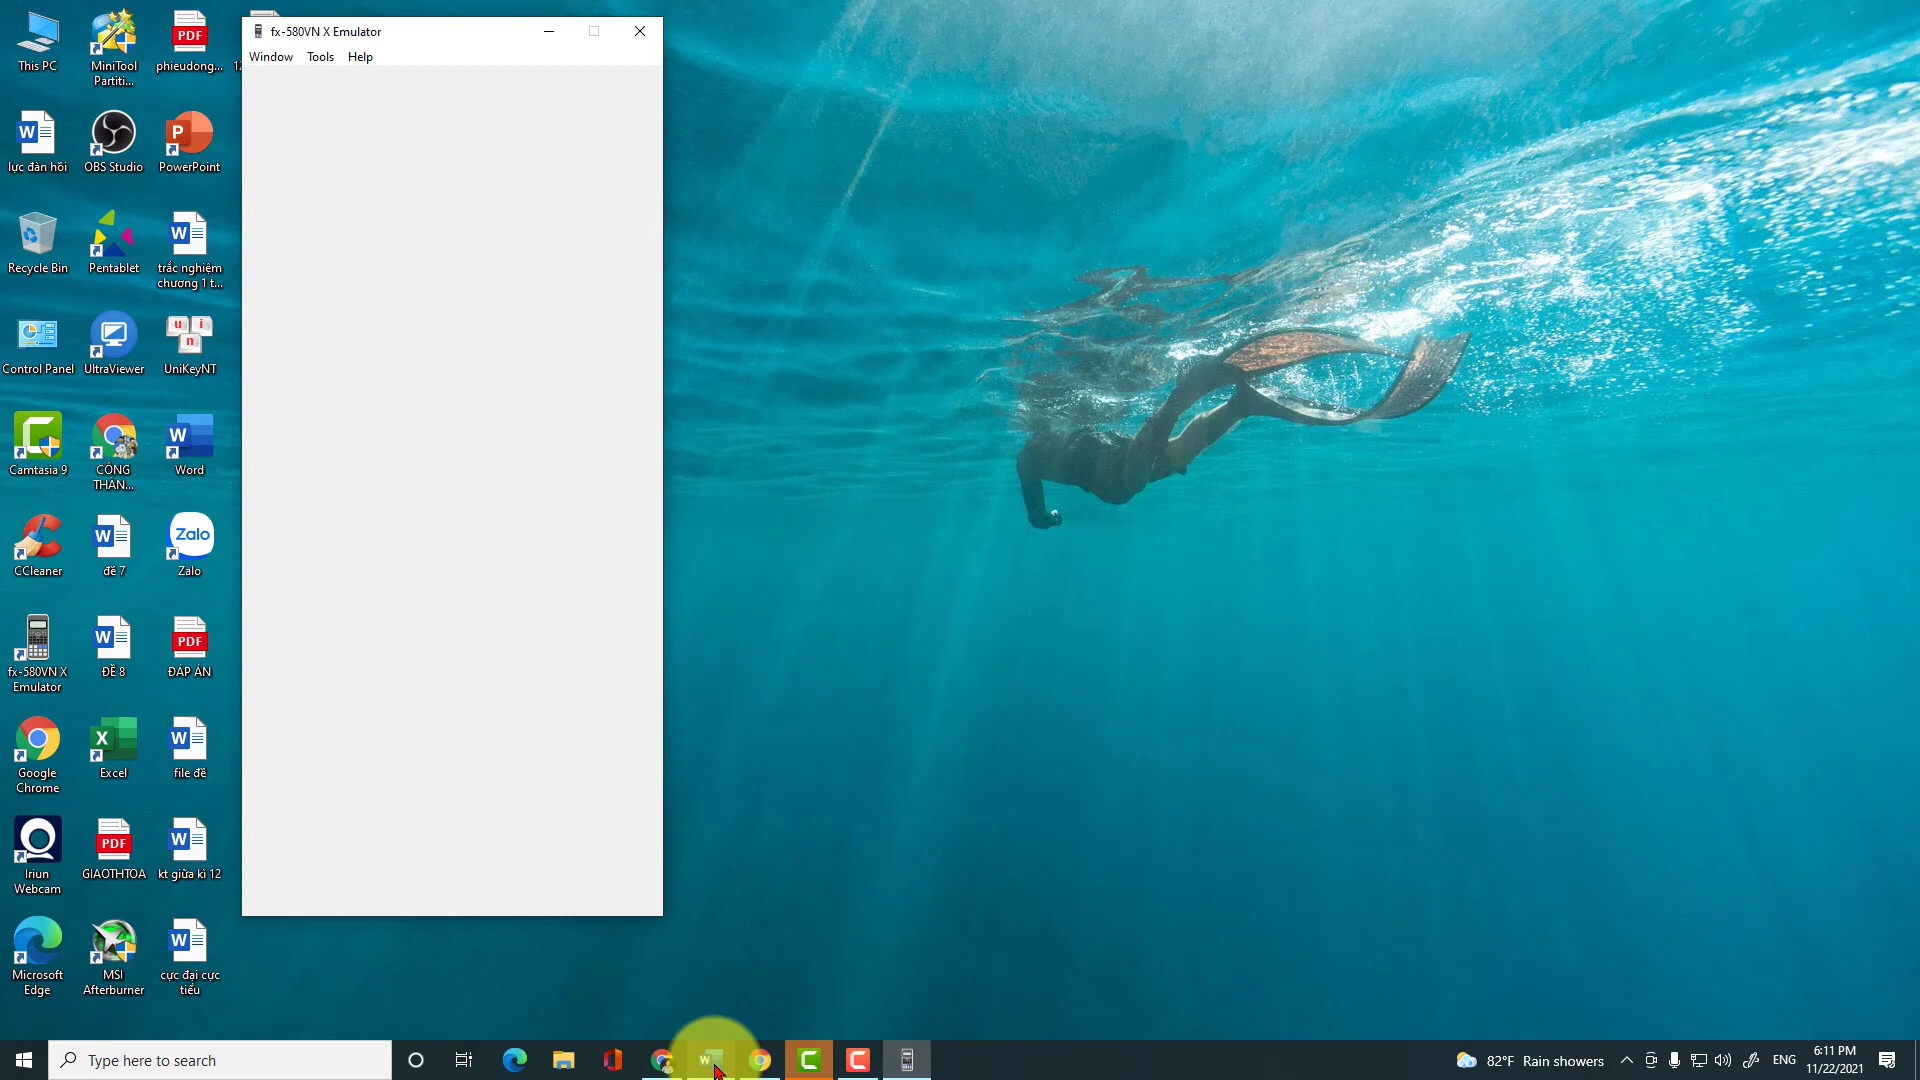 fx-580VN X Emulator
Window Tools Help
This PC
MiniTool
Partiti...
PDF
phieudong...
lực đàn hồi
OBS Studio
PowerPoint
Recycle Bin
Pentablet
trắc nghiệm
chương 1 t...
Control Panel
UltraViewer
UniKeyNT
Camtasia 9
CÔNG
THAN...
Word
CCleaner
đề 7
Zalo
Zalo
fx-580VN X
Emulator
ĐỀ 8
PDF
ĐÁP ÁN
Google
Chrome
Excel
file đề
Iriun
Webcam
PDF
GIAOTHTOA
kt giữa kì 12
Microsoft
Edge
MSI
Afterburner
cực đại cực
tiểu
Type here to search
82°F Rain showers
ENG
6:11 PM
11/22/2021